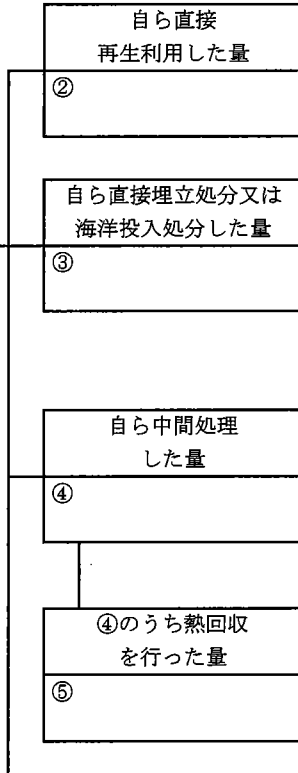 自ら直接
再生利用した量
②
自ら直接埋立処分又は
海洋投入処分した量
③
自ら中間処理
した量
④
④のうち熱回収
を行った量
⑤